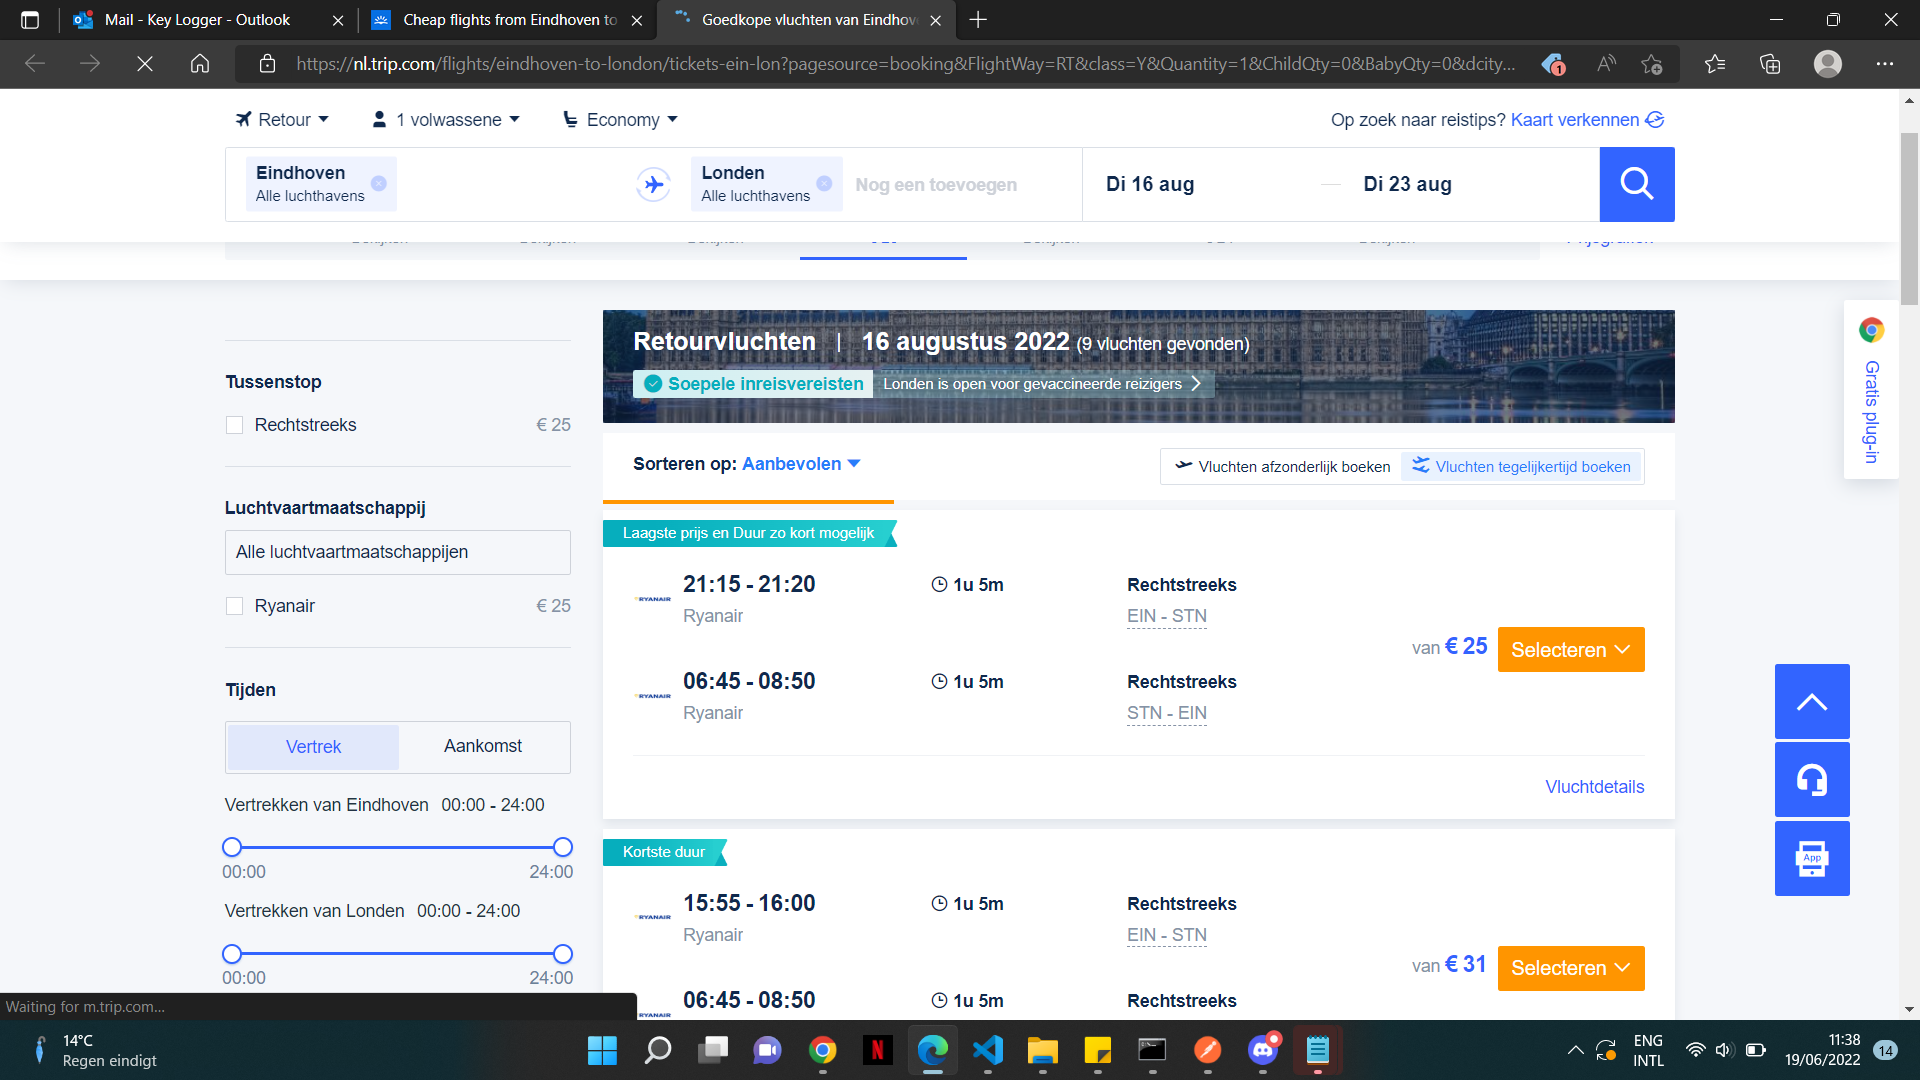 Mail - Key Logger - Outlook
Cheap flights from Eindhoven to
Goedkope vluchten van Eindhov
https://nl.trip.com/flights/eindhoven-to-london/tickets-ein-lon?pagesource=booking&FlightWay=RT&class=Y&Quantity=1&ChildQty=0&BabyQty=0&dcity...
1
Retour
1 volwassene
Economy
Op zoek naar reistips? Kaart verkennen
Eindhoven
Alle luchthavens
Londen
Alle luchthavens
Nog een toevoegen
Di 16 aug
Di 23 aug
Retourvluchten | 16 augustus 2022 (9 vluchten gevonden)
Soepele inreisvereisten
Londen is open voor gevaccineerde reizigers
Gratis plug-in
Tussenstop
Rechtstreeks € 25
Luchtvaartmaatschappij
Alle luchtvaartmaatschappijen
Ryanair € 25
Tijden
Vertrek
Aankomst
Vertrekken van Eindhoven 00:00 - 24:00
00:00 24:00
Vertrekken van Londen 00:00 - 24:00
00:00 24:00
Sorteren op: Aanbevolen
Vluchten afzonderlijk boeken
Vluchten tegelijkertijd boeken
Laagste prijs en Duur zo kort mogelijk
RYANAIR
21:15 - 21:20
Ryanair
1u 5m
Rechtstreeks
EIN - STN
van € 25
Selecteren
RYANAIR
06:45 - 08:50
Ryanair
1u 5m
Rechtstreeks
STN - EIN
Vluchtdetails
Kortste duur
RYANAIR
15:55 - 16:00
Ryanair
1u 5m
Rechtstreeks
EIN - STN
van € 31
Selecteren
RYANAIR
06:45 - 08:50
1u 5m
Rechtstreeks
App
Waiting for m.trip.com...
14°C
Regen eindigt
N
ENG
INTL
11:38
19/06/2022
14